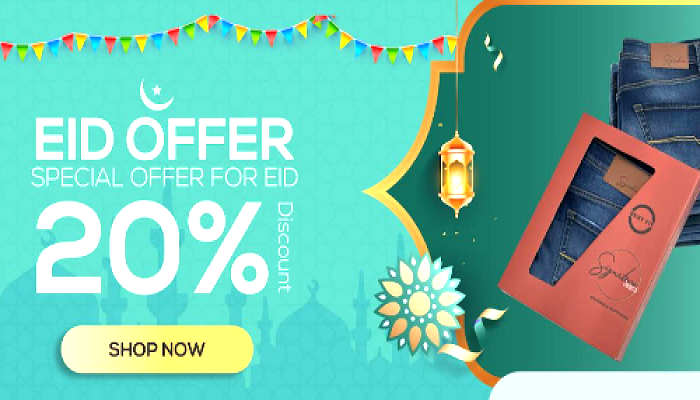 EID OFFER
SPECIAL OFFER FOR EID
20%
Discount
SHOP NOW